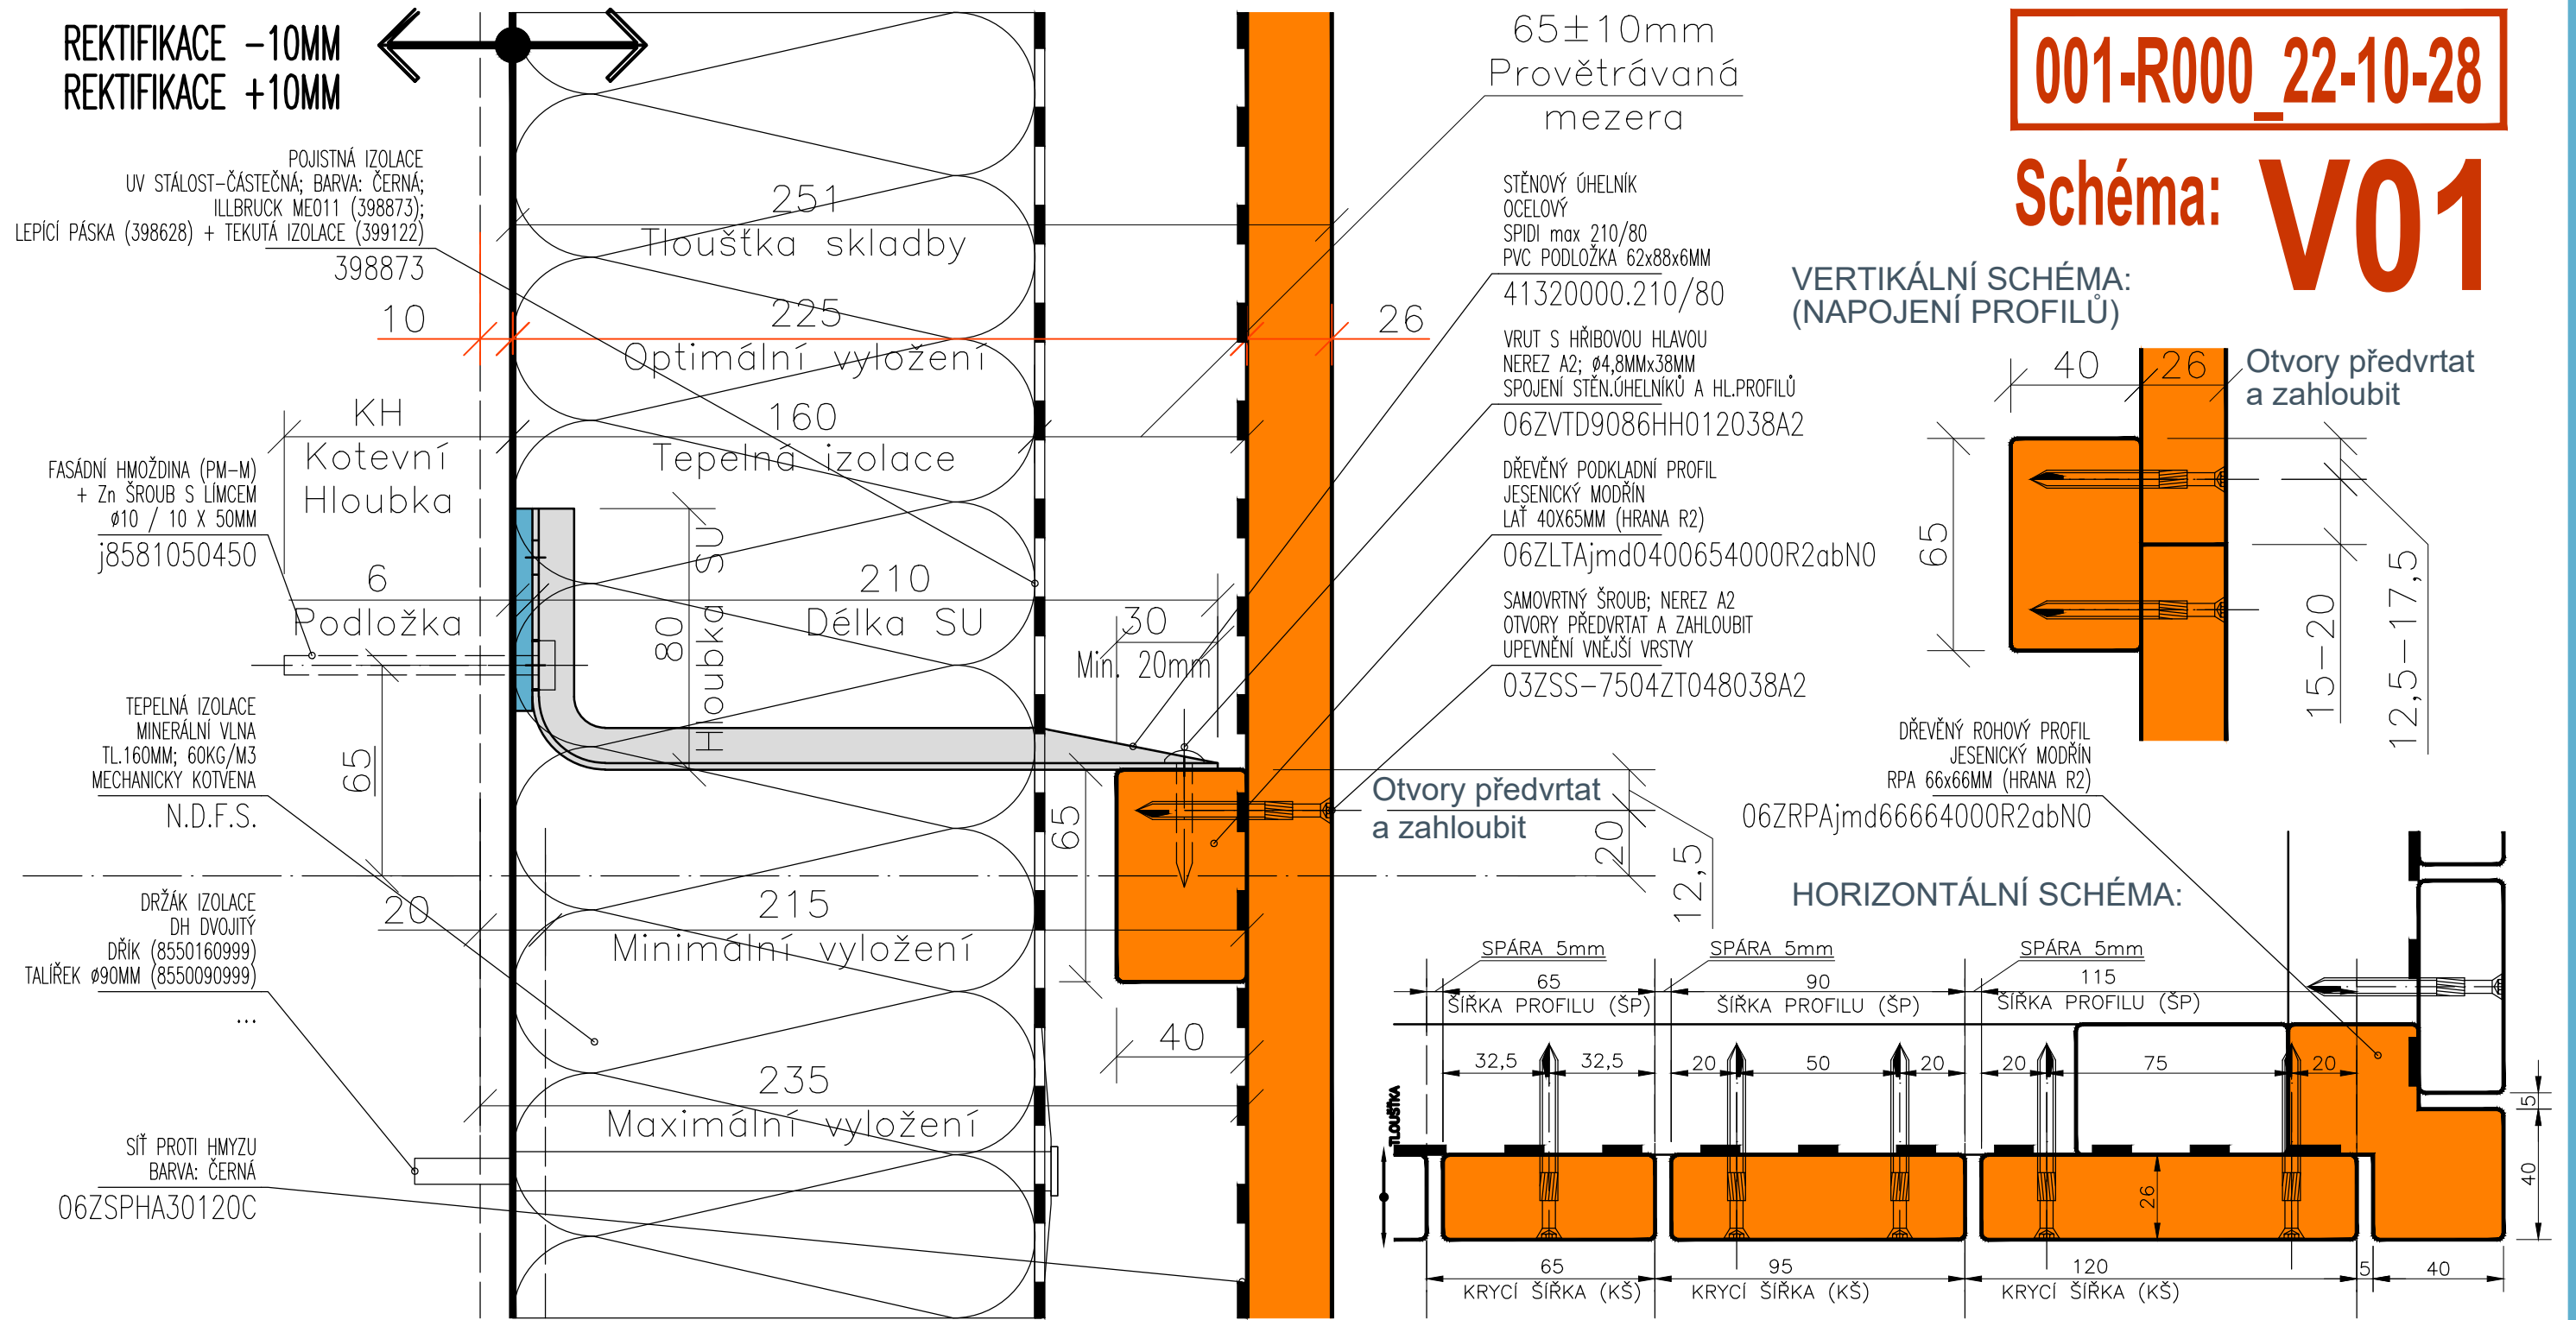 REKTIFIKACE -10MM
REKTIFIKACE +10MM
POJISTNÁ IZOLACE
UV STÁLOST-ČÁSTEČNÁ; BARVA: ČERNÁ;
ILLBRUCK ME011 (398873);
LEPÍCÍ PÁSKA (398628) + TEKUTÁ IZOLACE (399122)
398873
10
FASÁDNÍ HMOŽDINA (PM-M)
+ Zn ŠROUB S LÍMCEM
ø10 / 10 X 50MM
j8581050450
KH
Kotevní
Hloubka
6
Podložka
TEPELNÁ IZOLACE
MINERÁLNÍ VLNA
TL.160MM; 60KG/M3
MECHANICKY KOTVENA
N.D.F.S.
65
DRŽÁK IZOLACE
DH DVOJITÝ
DŘÍK (8550160999)
TALÍŘEK ø90MM (8550090999)
...
20
SÍŤ PROTI HMYZU
BARVA: ČERNÁ
06ZSPHA30120C
251
Tloušťka skladby
225
Optimální vyložení
160
Tepelná izolace
210
Délka SU
80
Hloubka SU
30
Min. 20mm
65
215
Minimální vyložení
40
235
Maximální vyložení
26
65±10mm
Provětrávaná
mezera
STĚNOVÝ ÚHELNÍK
OCELOVÝ
SPIDI max 210/80
PVC PODLOŽKA 62x88x6MM
41320000.210/80
VRUT S HŘIBOVOU HLAVOU
NEREZ A2; ø4,8MMx38MM
SPOJENÍ STĚN.ÚHELNÍKŮ A HL.PROFILŮ
06ZVTD9086HH012038A2
DŘEVĚNÝ PODKLADNÍ PROFIL
JESENICKÝ MODŘÍN
LAŤ 40X65MM (HRANA R2)
06ZLTAjmd0400654000R2abN0
SAMOVRTNÝ ŠROUB; NEREZ A2
OTVORY PŘEDVRTAT A ZAHLOUBIT
UPEVNĚNÍ VNĚJŠÍ VRSTVY
03ZSS-7504ZT048038A2
Otvory předvrtat
a zahloubit
20
12,5
001-R000_22-10-28
Schéma: V01
VERTIKÁLNÍ SCHÉMA:
(NAPOJENÍ PROFILŮ)
40
26
Otvory předvrtat
a zahloubit
65
15-20
12,5-17,5
DŘEVĚNÝ ROHOVÝ PROFIL
JESENICKÝ MODŘÍN
RPA 66x66MM (HRANA R2)
06ZRPAjmd66664000R2abN0
HORIZONTÁLNÍ SCHÉMA:
SPÁRA 5mm SPÁRA 5mm SPÁRA 5mm
65 90 115
ŠÍŘKA PROFILU (ŠP) ŠÍŘKA PROFILU (ŠP) ŠÍŘKA PROFILU (ŠP)
32,5 32,5 20 50 20 20 75 20
TLOUŠŤKA
5
40
26
65 95 120 5 40
KRYCÍ ŠÍŘKA (KŠ) KRYCÍ ŠÍŘKA (KŠ) KRYCÍ ŠÍŘKA (KŠ)